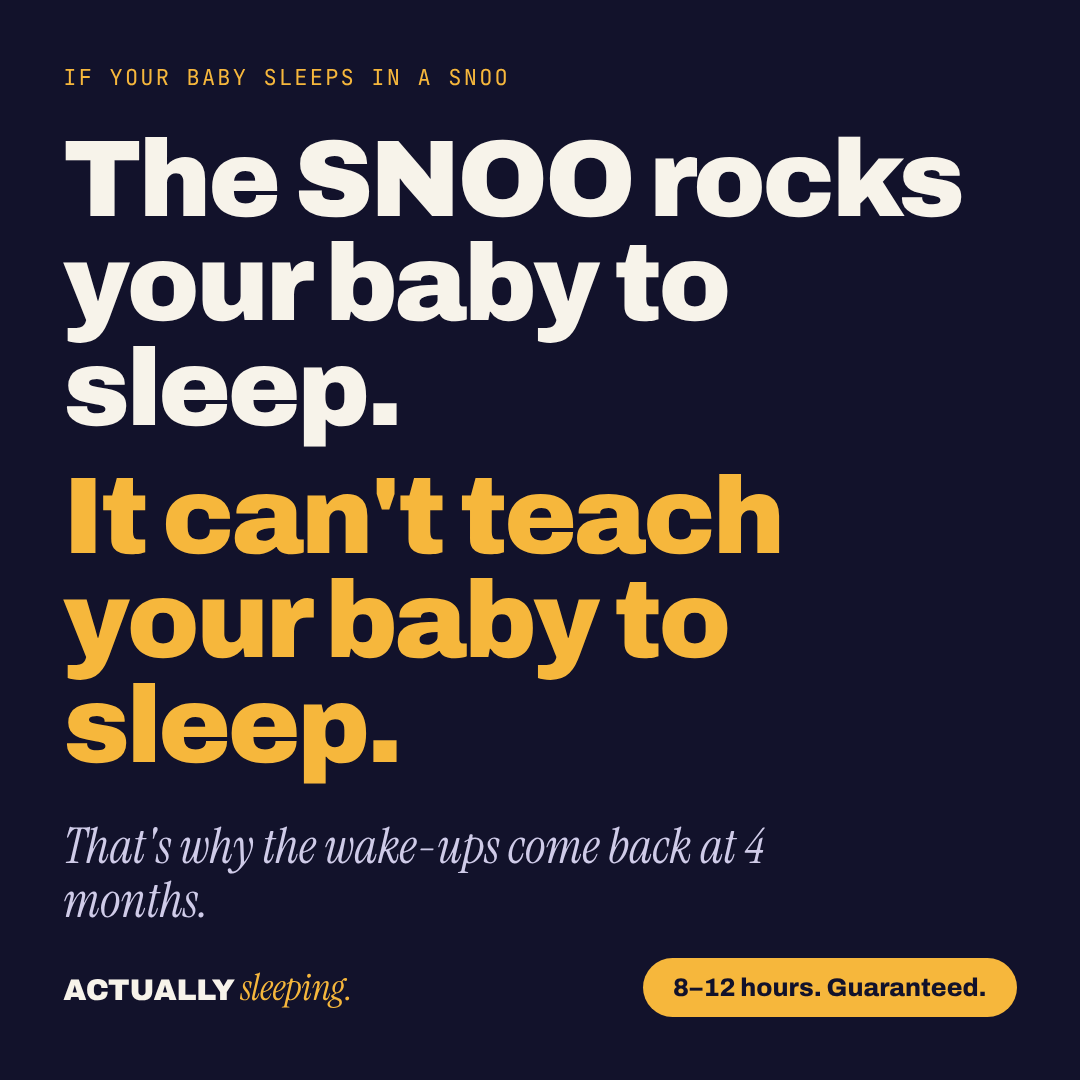 IF YOUR BABY SLEEPS IN A SNOO
The SNOO rocks
your baby to
sleep.
It can't teach
your baby to
sleep.
That's why the wake-ups come back at 4
months.
ACTUALLY sleeping.
8–12 hours. Guaranteed.